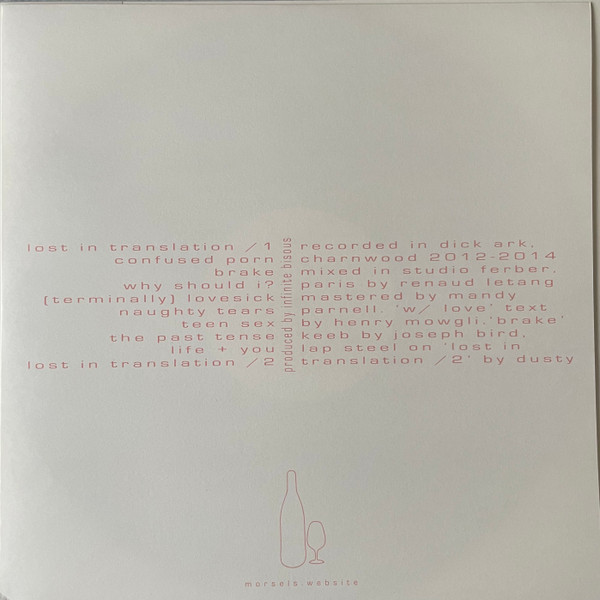 lost in translation /1
confused porn
brake
why should i?
(terminally) lovesick
naughty tears
teen sex
the past tense
life + you
lost in translation /2
produced by infinite bisous
recorded in dick ark,
charnwood 2012-2014
mixed in studio ferber,
paris by renaud letang
mastered by mandy
parnell. 'w/ love' text
by henry mowgli.'brake'
keeb by joseph bird,
lap steel on 'lost in
translation /2' by dusty
morsels.website